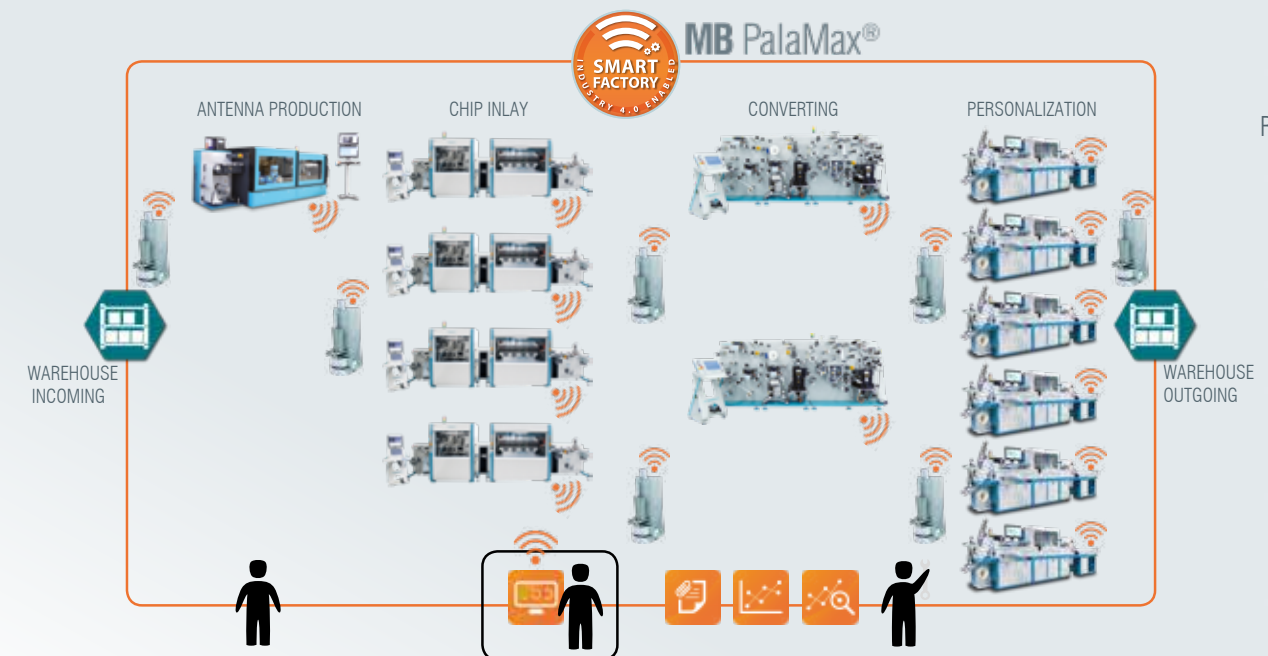 MB PalaMax®
SMART
FACTORY
INDUSTRY 4.0 ENABLED
ANTENNA PRODUCTION
CHIP INLAY
CONVERTING
PERSONALIZATION
WAREHOUSE
INCOMING
WAREHOUSE
OUTGOING